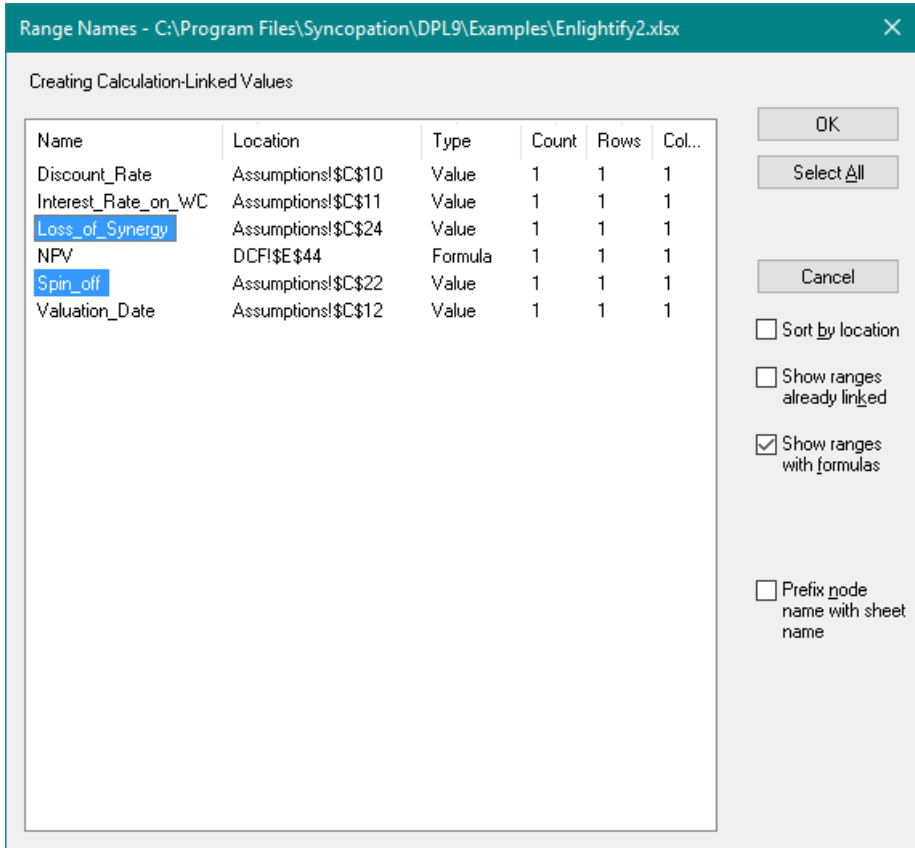 Range Names - C:\Program Files\Syncopation\DPL9\Examples\Enlightify2.xlsx
Creating Calculation-Linked Values
Name Location Type Count Rows Col...
Discount_Rate Assumptions!$C$10 Value 1 1 1
Interest_Rate_on_WC Assumptions!$C$11 Value 1 1 1
Loss_of_Synergy Assumptions!$C$24 Value 1 1 1
NPV DCF!$E$44 Formula 1 1 1
Spin_off Assumptions!$C$22 Value 1 1 1
Valuation_Date Assumptions!$C$12 Value 1 1 1
OK
Select All
Cancel
Sort by location
Show ranges
already linked
Show ranges
with formulas
Prefix node
name with sheet
name